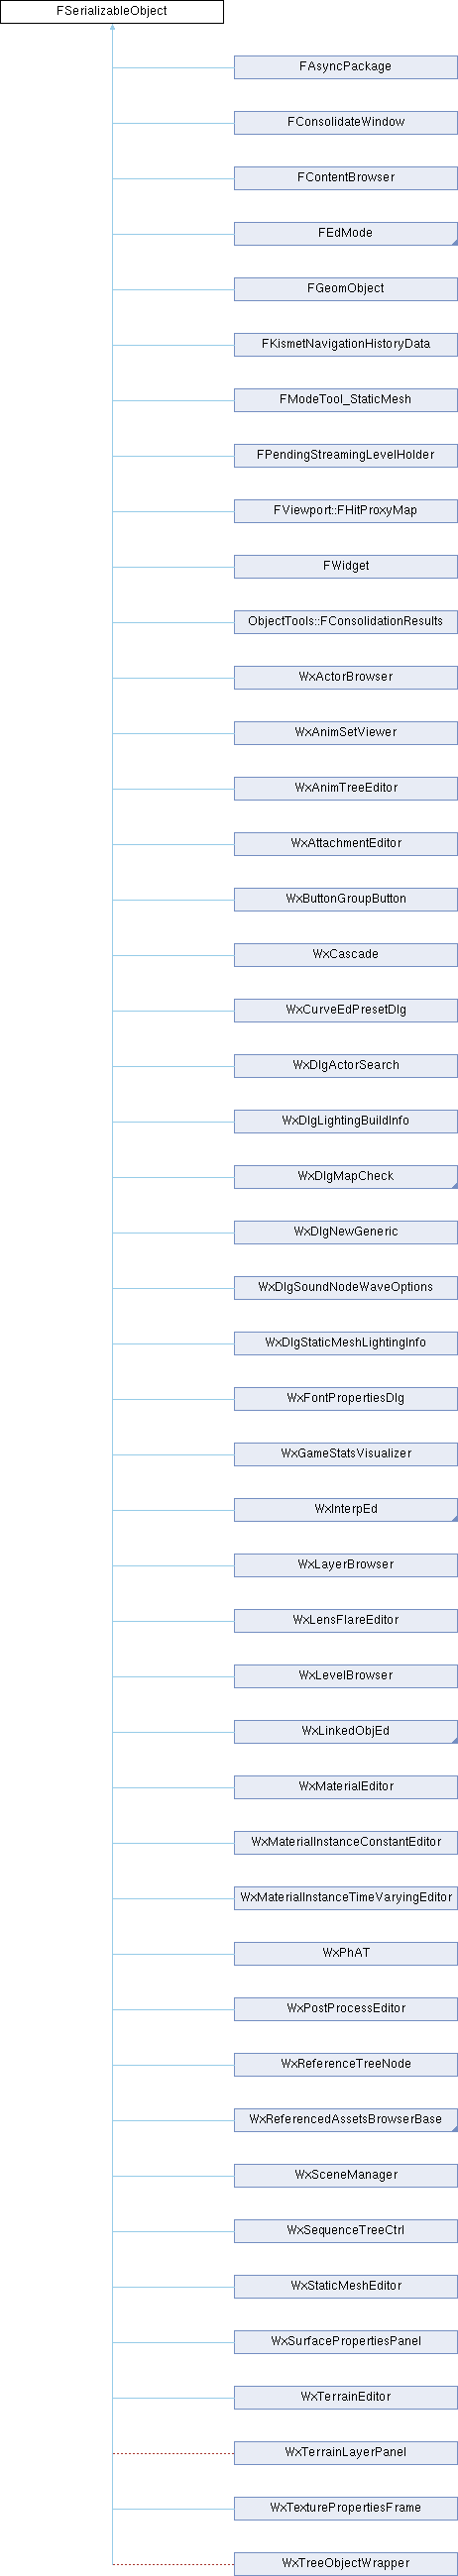 FSerializableObject
FAsyncPackage
FConsolidateWindow
FContentBrowser
FEdMode
FGeomObject
FKismetNavigationHistoryData
FModeTool_StaticMesh
FPendingStreamingLevelHolder
FViewport::FHitProxyMap
FWidget
ObjectTools::FConsolidationResults
WxActorBrowser
WxAnimSetViewer
WxAnimTreeEditor
WxAttachmentEditor
WxButtonGroupButton
WxCascade
WxCurveEdPresetDlg
WxDlgActorSearch
WxDlgLightingBuildInfo
WxDlgMapCheck
WxDlgNewGeneric
WxDlgSoundNodeWaveOptions
WxDlgStaticMeshLightingInfo
WxFontPropertiesDlg
WxGameStatsVisualizer
WxInterpEd
WxLayerBrowser
WxLensFlareEditor
WxLevelBrowser
WxLinkedObjEd
WxMaterialEditor
WxMaterialInstanceConstantEditor
WxMaterialInstanceTimeVaryingEditor
WxPhAT
WxPostProcessEditor
WxReferenceTreeNode
WxReferencedAssetsBrowserBase
WxSceneManager
WxSequenceTreeCtrl
WxStaticMeshEditor
WxSurfacePropertiesPanel
WxTerrainEditor
WxTerrainLayerPanel
WxTexturePropertiesFrame
WxTreeObjectWrapper